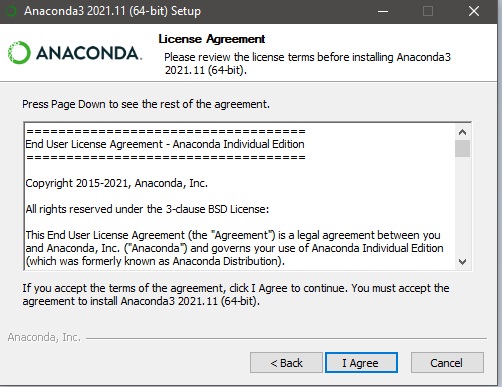 Anaconda3 2021.11 (64-bit) Setup
ANACONDA.
License Agreement
Please review the license terms before installing Anaconda3
2021.11 (64-bit).
Press Page Down to see the rest of the agreement.
====================================
End User License Agreement - Anaconda Individual Edition
====================================
Copyright 2015-2021, Anaconda, Inc.
All rights reserved under the 3-clause BSD License:
This End User License Agreement (the "Agreement") is a legal agreement between you
and Anaconda, Inc. ("Anaconda") and governs your use of Anaconda Individual Edition
(which was formerly known as Anaconda Distribution).
If you accept the terms of the agreement, click I Agree to continue. You must accept the
agreement to install Anaconda3 2021.11 (64-bit).
Anaconda, Inc.
< Back
I Agree
Cancel